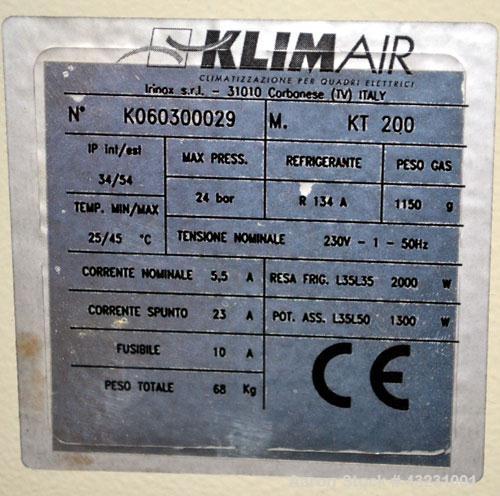 KLIMAIR
CLIMATIZZAZIONE PER QUADRI ELETTRICI
Irinox s.r.l. - 31010 Corbanese (TV) ITALY
N° K060300029 M. KT 200
IP int/est MAX PRESS. REFRIGERANTE PESO GAS
34/54 24 bar R 134 A 1150 g
TEMP. MIN/MAX
25/45 °C TENSIONE NOMINALE 230V - 1 - 50Hz
CORRENTE NOMINALE 5,5 A RESA FRIG. L35L35 2000 W
CORRENTE SPUNTO 23 A POT. ASS. L35L50 1300 W
FUSIBILE 10 A
PESO TOTALE 68 Kg
CE